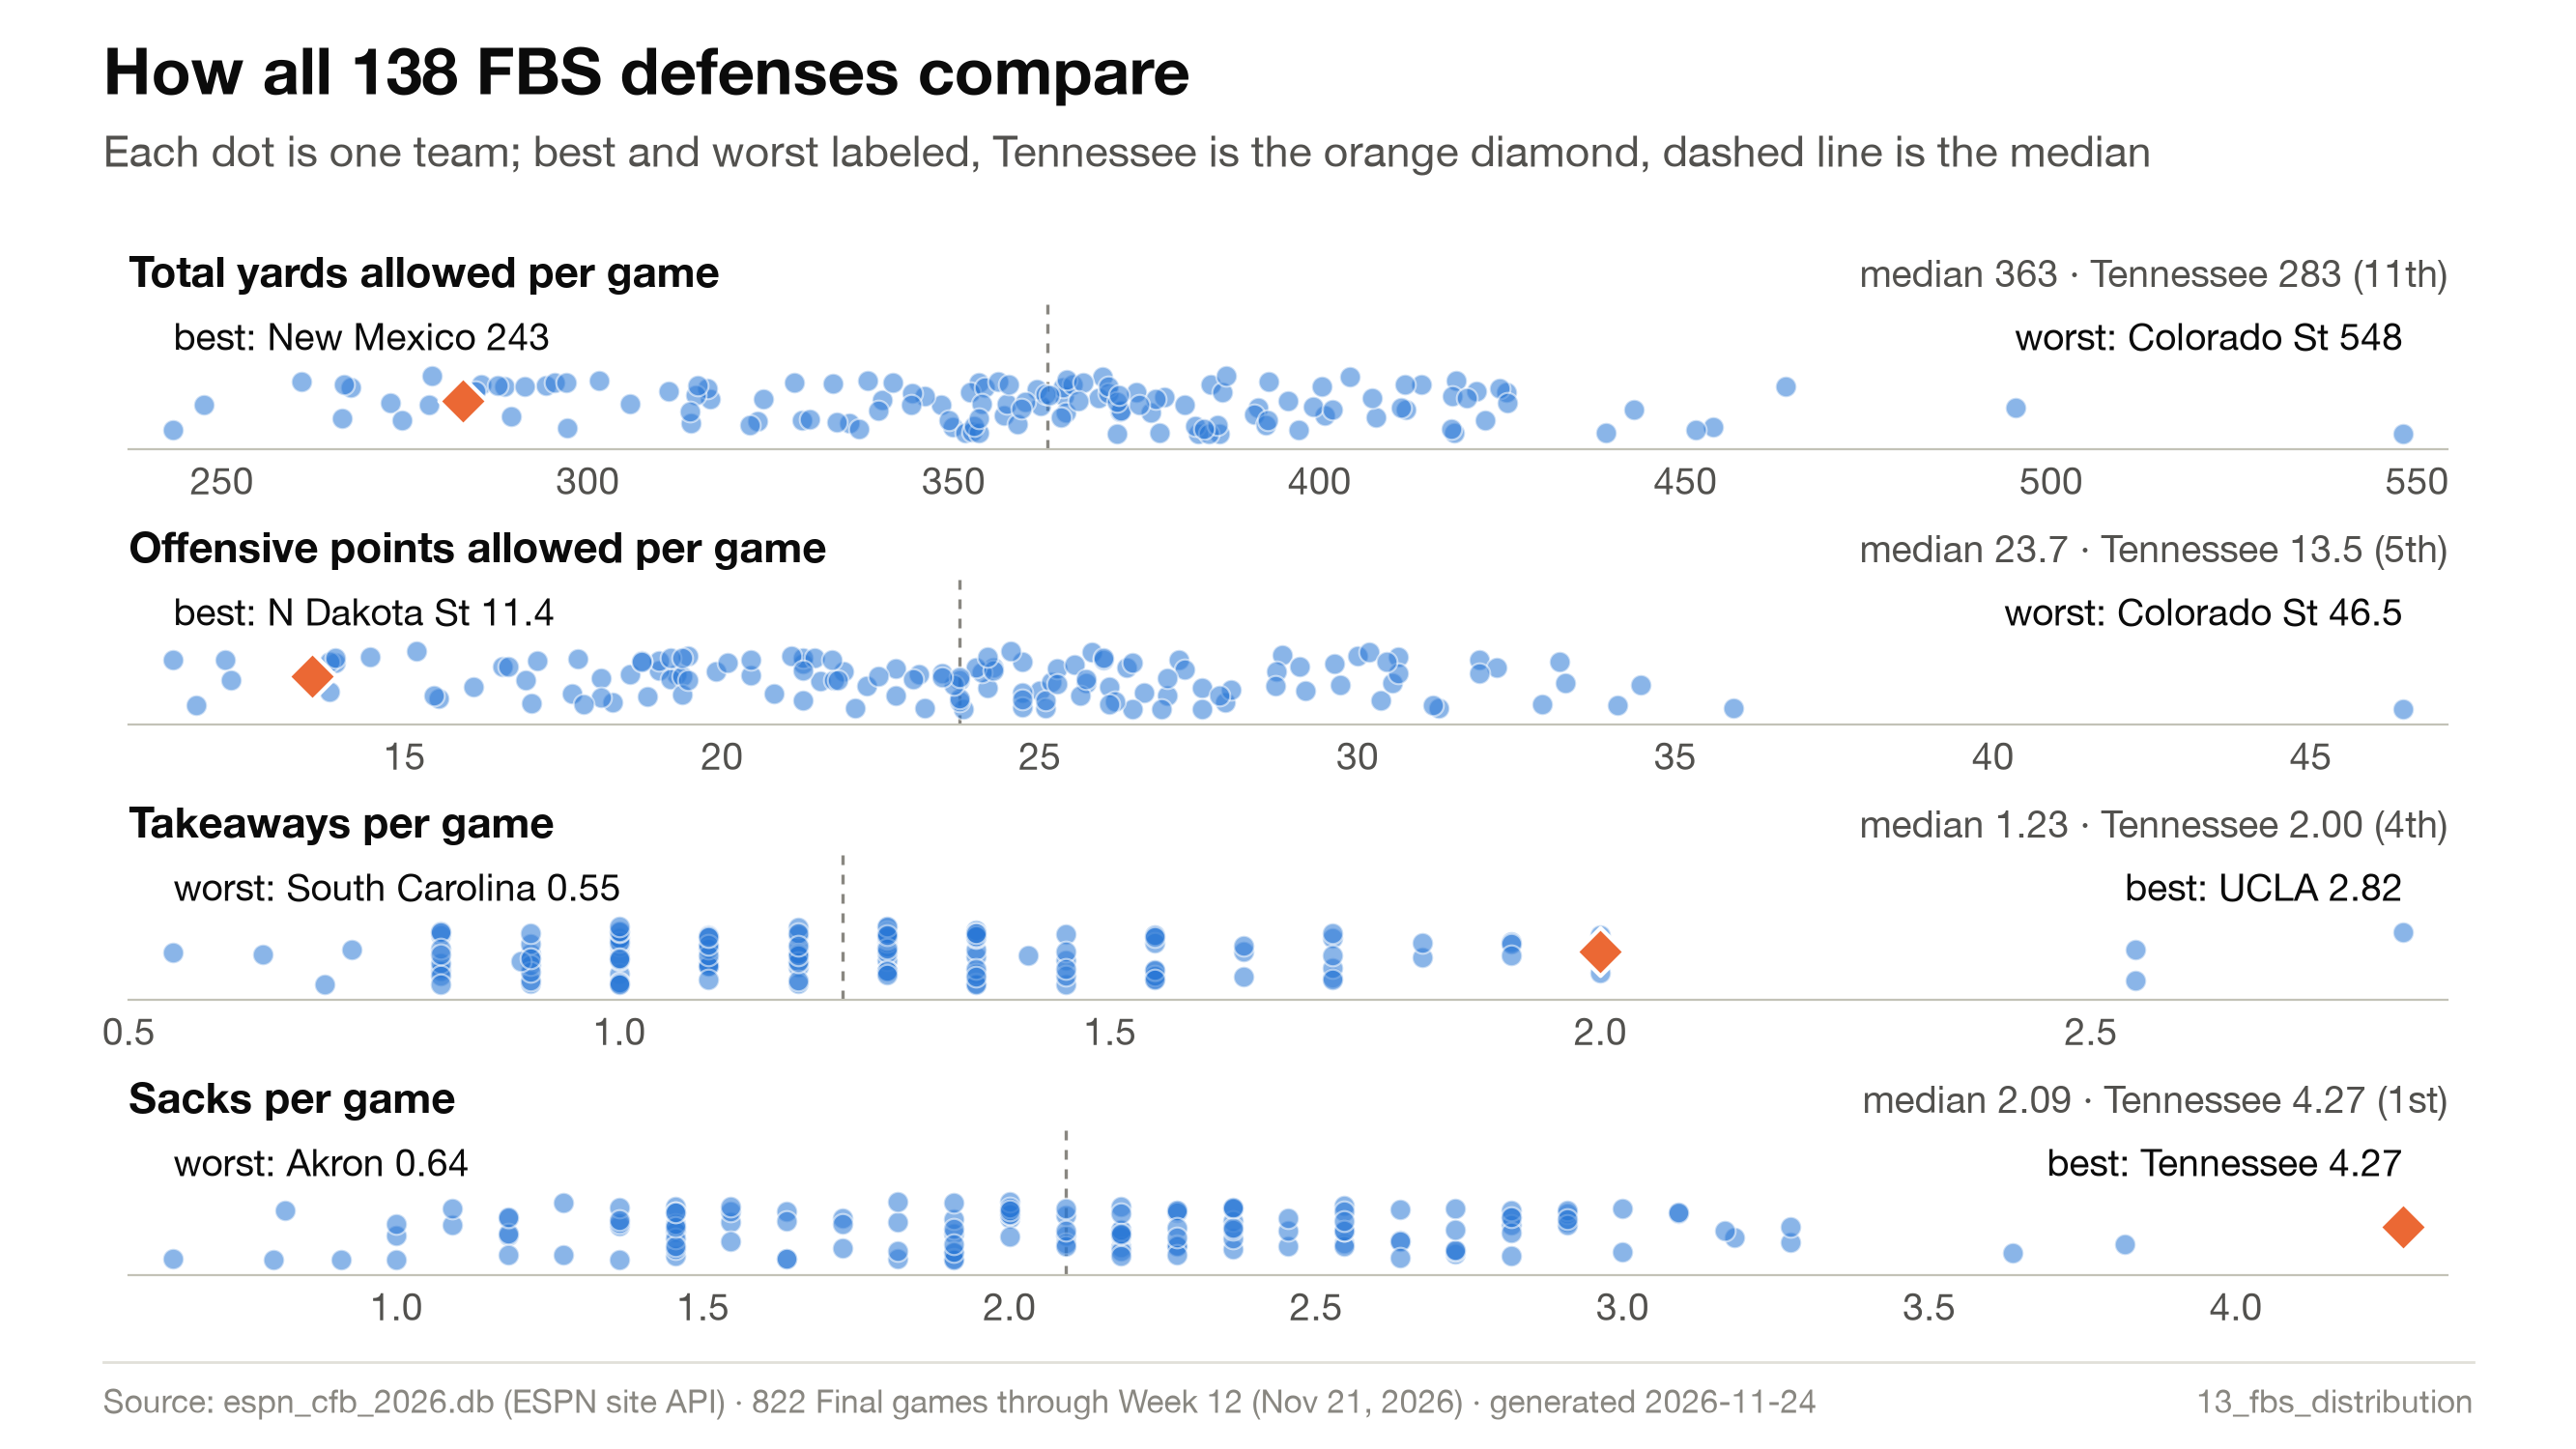 How all 138 FBS defenses compare
Each dot is one team; best and worst labeled, Tennessee is the orange diamond, dashed line is the median
Total yards allowed per game
median 363 · Tennessee 283 (11th)
best: New Mexico 243
worst: Colorado St 548
250 300 350 400 450 500 550
Offensive points allowed per game
median 23.7 · Tennessee 13.5 (5th)
best: N Dakota St 11.4
worst: Colorado St 46.5
15 20 25 30 35 40 45
Takeaways per game
median 1.23 · Tennessee 2.00 (4th)
worst: South Carolina 0.55
best: UCLA 2.82
0.5 1.0 1.5 2.0 2.5
Sacks per game
median 2.09 · Tennessee 4.27 (1st)
worst: Akron 0.64
best: Tennessee 4.27
1.0 1.5 2.0 2.5 3.0 3.5 4.0
Source: espn_cfb_2026.db (ESPN site API) · 822 Final games through Week 12 (Nov 21, 2026) · generated 2026-11-24
13_fbs_distribution